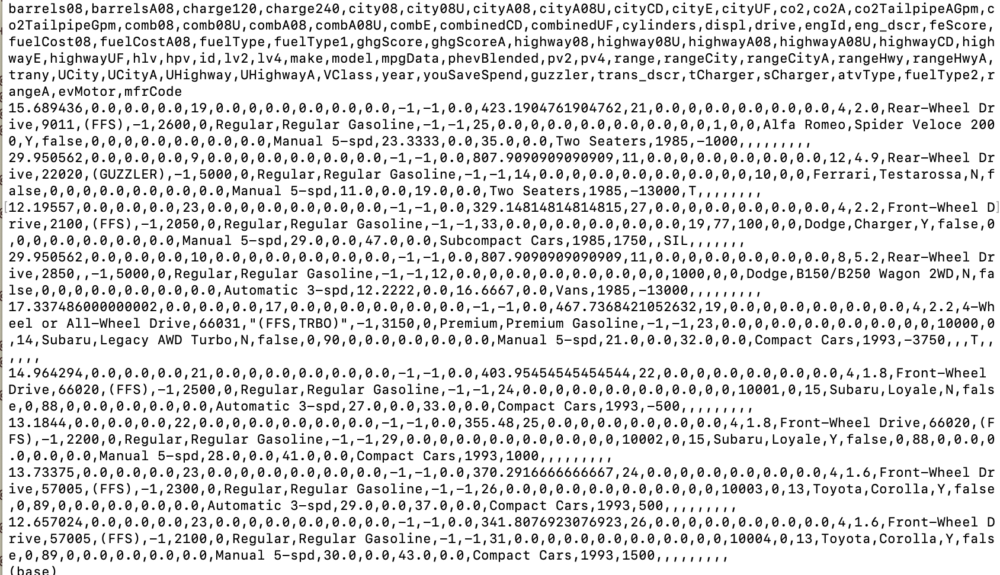 barrels08,barrelsA08,charge120,charge240,city08,city08U,cityA08,cityA08U,cityCD,cityE,cityUF,co2,co2A,co2TailpipeAGpm,c
o2TailpipeGpm,comb08,comb08U,combA08,combA08U,combE,combinedCD,combinedUF,cylinders,displ,drive,engId,eng_dscr,feScore,
fuelCost08,fuelCostA08,fuelType,fuelType1,ghgScore,ghgScoreA,highway08,highway08U,highwayA08,highwayA08U,highwayCD,high
wayE,highwayUF,hlv,hpv,id,lv2,lv4,make,model,mpgData,phevBlended,pv2,pv4,range,rangeCity,rangeCityA,rangeHwy,rangeHwyA,
trany,UCity,UCityA,UHighway,UHighwayA,VClass,year,youSaveSpend,guzzler,trans_dscr,tCharger,sCharger,atvType,fuelType2,r
angeA,evMotor,mfrCode
15.689436,0.0,0.0,0.0,19,0.0,0,0.0,0.0,0.0,0.0,-1,-1,0.0,423.1904761904762,21,0.0,0,0.0,0.0,0.0,0.0,4,2.0,Rear-Wheel Dr
ive,9011,(FFS),-1,2600,0,Regular,Regular Gasoline,-1,-1,25,0.0,0,0.0,0.0,0.0,0.0,0,0,1,0,0,Alfa Romeo,Spider Veloce 200
0,Y,false,0,0,0,0.0,0.0,0.0,0.0,Manual 5-spd,23.3333,0.0,35.0,0.0,Two Seaters,1985,-1000,,,,,,,,,
29.950562,0.0,0.0,0.0,9,0.0,0,0.0,0.0,0.0,0.0,-1,-1,0.0,807.9090909090909,11,0.0,0,0.0,0.0,0.0,0.0,12,4.9,Rear-Wheel Dr
ive,22020,(GUZZLER),-1,5000,0,Regular,Regular Gasoline,-1,-1,14,0.0,0,0.0,0.0,0.0,0.0,0,0,10,0,0,Ferrari,Testarossa,N,f
alse,0,0,0,0.0,0.0,0.0,0.0,Manual 5-spd,11.0,0.0,19.0,0.0,Two Seaters,1985,-13000,T,,,,,,,,
12.19557,0.0,0.0,0.0,23,0.0,0,0.0,0.0,0.0,0.0,-1,-1,0.0,329.14814814814815,27,0.0,0,0.0,0.0,0.0,0.0,4,2.2,Front-Wheel D
rive,2100,(FFS),-1,2050,0,Regular,Regular Gasoline,-1,-1,33,0.0,0,0.0,0.0,0.0,0.0,19,77,100,0,0,Dodge,Charger,Y,false,0
,0,0,0.0,0.0,0.0,0.0,Manual 5-spd,29.0,0.0,47.0,0.0,Subcompact Cars,1985,1750,,SIL,,,,,,,
29.950562,0.0,0.0,0.0,10,0.0,0,0.0,0.0,0.0,0.0,-1,-1,0.0,807.9090909090909,11,0.0,0,0.0,0.0,0.0,0.0,8,5.2,Rear-Wheel Dr
ive,2850,,-1,5000,0,Regular,Regular Gasoline,-1,-1,12,0.0,0,0.0,0.0,0.0,0.0,0,0,1000,0,0,Dodge,B150/B250 Wagon 2WD,N,fa
lse,0,0,0,0.0,0.0,0.0,0.0,Automatic 3-spd,12.2222,0.0,16.6667,0.0,Vans,1985,-13000,,,,,,,,,
17.337486000000002,0.0,0.0,0.0,17,0.0,0,0.0,0.0,0.0,0.0,-1,-1,0.0,467.7368421052632,19,0.0,0,0.0,0.0,0.0,0.0,4,2.2,4-Wh
eel or All-Wheel Drive,66031,"(FFS,TRBO)",-1,3150,0,Premium,Premium Gasoline,-1,-1,23,0.0,0,0.0,0.0,0.0,0.0,0,0,10000,0
,14,Subaru,Legacy AWD Turbo,N,false,0,90,0,0.0,0.0,0.0,0.0,Manual 5-spd,21.0,0.0,32.0,0.0,Compact Cars,1993,-3750,,,T,,
,,,,
14.964294,0.0,0.0,0.0,21,0.0,0,0.0,0.0,0.0,0.0,-1,-1,0.0,403.95454545454544,22,0.0,0,0.0,0.0,0.0,0.0,4,1.8,Front-Wheel
Drive,66020,(FFS),-1,2500,0,Regular,Regular Gasoline,-1,-1,24,0.0,0,0.0,0.0,0.0,0.0,0,0,10001,0,15,Subaru,Loyale,N,fals
e,0,88,0,0.0,0.0,0.0,0.0,Automatic 3-spd,27.0,0.0,33.0,0.0,Compact Cars,1993,-500,,,,,,,,,
13.1844,0.0,0.0,0.0,22,0.0,0,0.0,0.0,0.0,0.0,-1,-1,0.0,355.48,25,0.0,0,0.0,0.0,0.0,0.0,4,1.8,Front-Wheel Drive,66020,(F
FS),-1,2200,0,Regular,Regular Gasoline,-1,-1,29,0.0,0,0.0,0.0,0.0,0.0,0,0,10002,0,15,Subaru,Loyale,Y,false,0,88,0,0.0,0
.0,0.0,0.0,Manual 5-spd,28.0,0.0,41.0,0.0,Compact Cars,1993,1000,,,,,,,,,
13.73375,0.0,0.0,0.0,23,0.0,0,0.0,0.0,0.0,0.0,-1,-1,0.0,370.2916666666667,24,0.0,0,0.0,0.0,0.0,0.0,4,1.6,Front-Wheel Dr
ive,57005,(FFS),-1,2300,0,Regular,Regular Gasoline,-1,-1,26,0.0,0,0.0,0.0,0.0,0.0,0,0,10003,0,13,Toyota,Corolla,Y,false
,0,89,0,0.0,0.0,0.0,0.0,Automatic 3-spd,29.0,0.0,37.0,0.0,Compact Cars,1993,500,,,,,,,,,
12.657024,0.0,0.0,0.0,23,0.0,0,0.0,0.0,0.0,0.0,-1,-1,0.0,341.8076923076923,26,0.0,0,0.0,0.0,0.0,0.0,4,1.6,Front-Wheel D
rive,57005,(FFS),-1,2100,0,Regular,Regular Gasoline,-1,-1,31,0.0,0,0.0,0.0,0.0,0.0,0,0,10004,0,13,Toyota,Corolla,Y,fals
e,0,89,0,0.0,0.0,0.0,0.0,Manual 5-spd,30.0,0.0,43.0,0.0,Compact Cars,1993,1500,,,,,,,,,
(base)